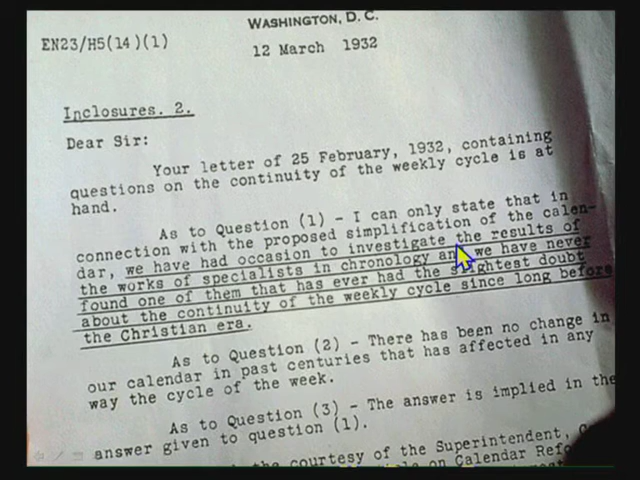 WASHINGTON, D. C.
EN23/H5(14)(1)
12 March 1932
Inclosures. 2.
Dear Sir:
Your letter of 25 February, 1932, containing
questions on the continuity of the weekly cycle is at
hand.
As to Question (1) - I can only state that in
connection with the proposed simplification of the calen-
dar, we have had occasion to investigate the results of
the works of specialists in chronology and we have never
found one of them that has ever had the slightest doubt
about the continuity of the weekly cycle since long before
the Christian era.
As to Question (2) - There has been no change in
our calendar in past centuries that has affected in any
way the cycle of the week.
As to Question (3) - The answer is implied in the
answer given to question (1).
the courtesy of the Superintendent,
on Calendar